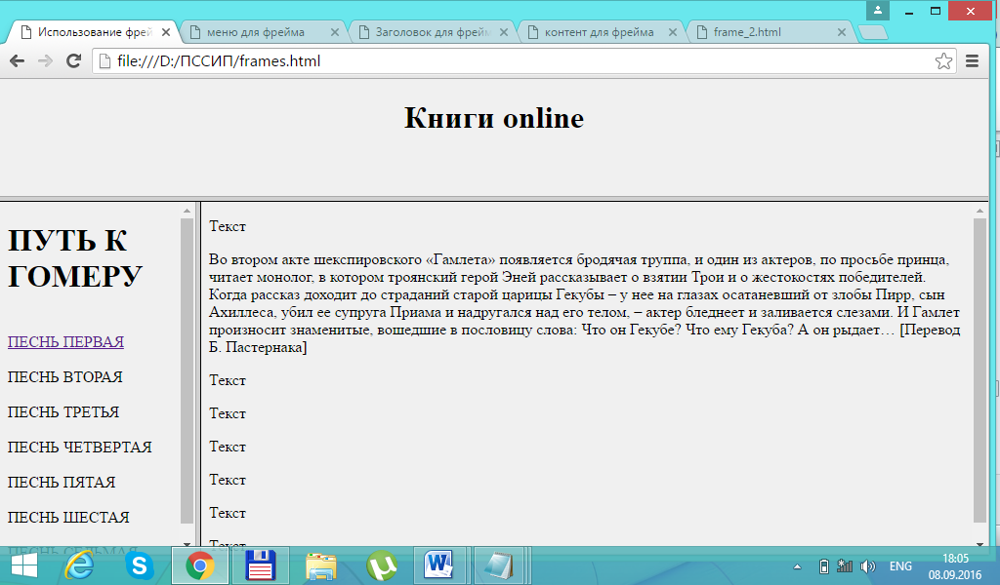 Использование фрей
меню для фрейма
Заголовок для фрейм
контент для фрейма
frame_2.html
file:///D:/ПССИП/frames.html
Книги online
ПУТЬ К
ГОМЕРУ
ПЕСНЬ ПЕРВАЯ
ПЕСНЬ ВТОРАЯ
ПЕСНЬ ТРЕТЬЯ
ПЕСНЬ ЧЕТВЕРТАЯ
ПЕСНЬ ПЯТАЯ
ПЕСНЬ ШЕСТАЯ
ПЕСНЬ СЕДЬМАЯ
Текст
Во втором акте шекспировского «Гамлета» появляется бродячая труппа, и один из актеров, по просьбе принца,
читает монолог, в котором троянский герой Эней рассказывает о взятии Трои и о жестокостях победителей.
Когда рассказ доходит до страданий старой царицы Гекубы – у нее на глазах осатаневший от злобы Пирр, сын
Ахиллеса, убил ее супруга Приама и надругался над его телом, – актер бледнеет и заливается слезами. И Гамлет
произносит знаменитые, вошедшие в пословицу слова: Что он Гекубе? Что ему Гекуба? А он рыдает… [Перевод
Б. Пастернака]
Текст
Текст
Текст
Текст
Текст
Текст
ENG
18:05
08.09.2016